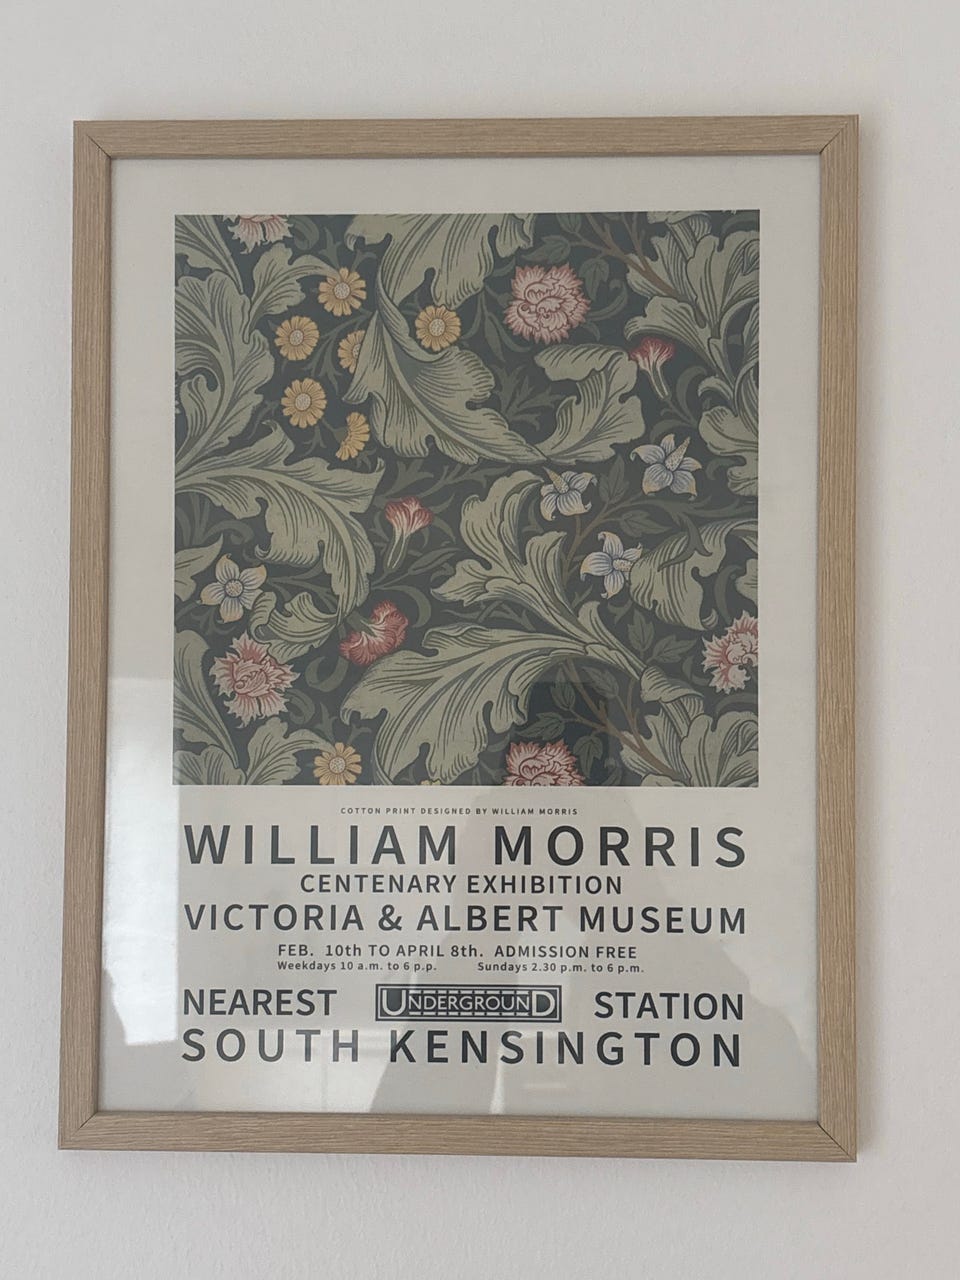 COTTON PRINT DESIGNED BY WILLIAM MORRIS
WILLIAM MORRIS
CENTENARY EXHIBITION
VICTORIA & ALBERT MUSEUM
FEB. 10th TO APRIL 8th. ADMISSION FREE
Weekdays 10 a.m. to 6 p.p. Sundays 2.30 p.m. to 6 p.m.
NEAREST UNDERGROUND STATION
SOUTH KENSINGTON